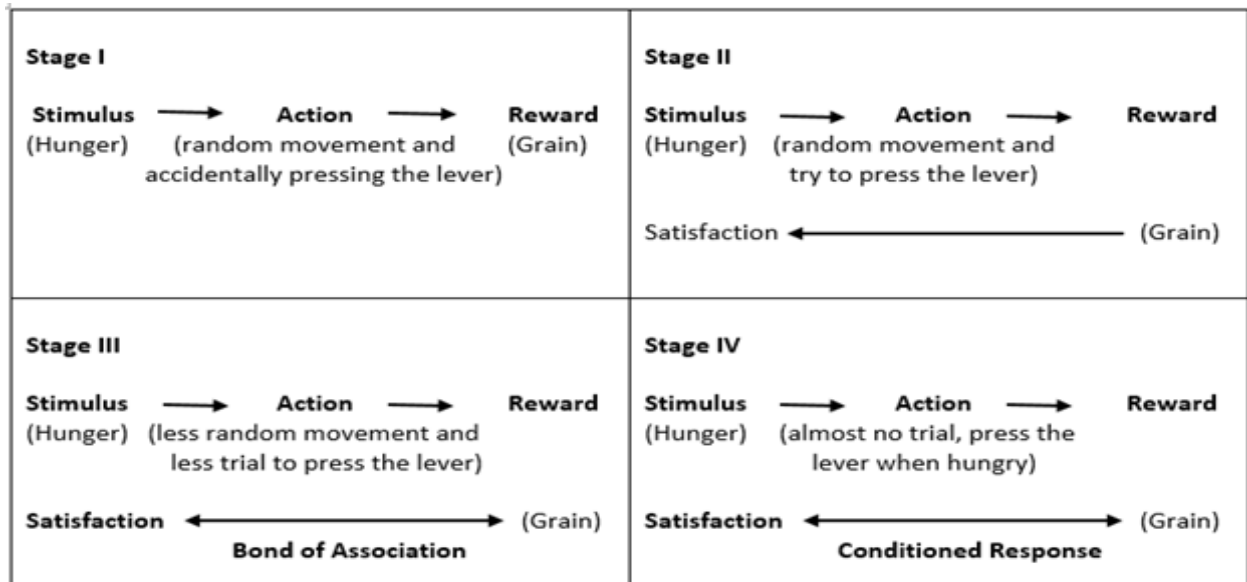 Stage I
Stimulus Action Reward
(Hunger) (random movement and (Grain)
accidentally pressing the lever)
Stage II
Stimulus Action Reward
(Hunger) (random movement and
try to press the lever)
Satisfaction (Grain)
Stage III
Stimulus Action Reward
(Hunger) (less random movement and
less trial to press the lever)
Satisfaction (Grain)
Bond of Association
Stage IV
Stimulus Action Reward
(Hunger) (almost no trial, press the
lever when hungry)
Satisfaction (Grain)
Conditioned Response